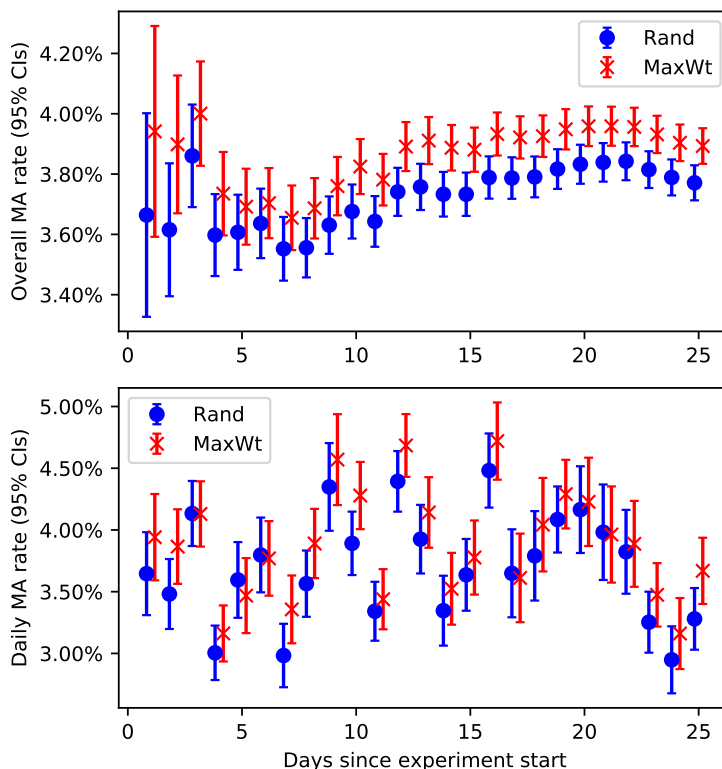 Overall MA rate (95% CIs)
4.20%
4.00%
3.80%
3.60%
3.40%
Rand
MaxWt
0 5 10 15 20 25
Daily MA rate (95% CIs)
5.00%
4.50%
4.00%
3.50%
3.00%
Rand
MaxWt
0 5 10 15 20 25
Days since experiment start